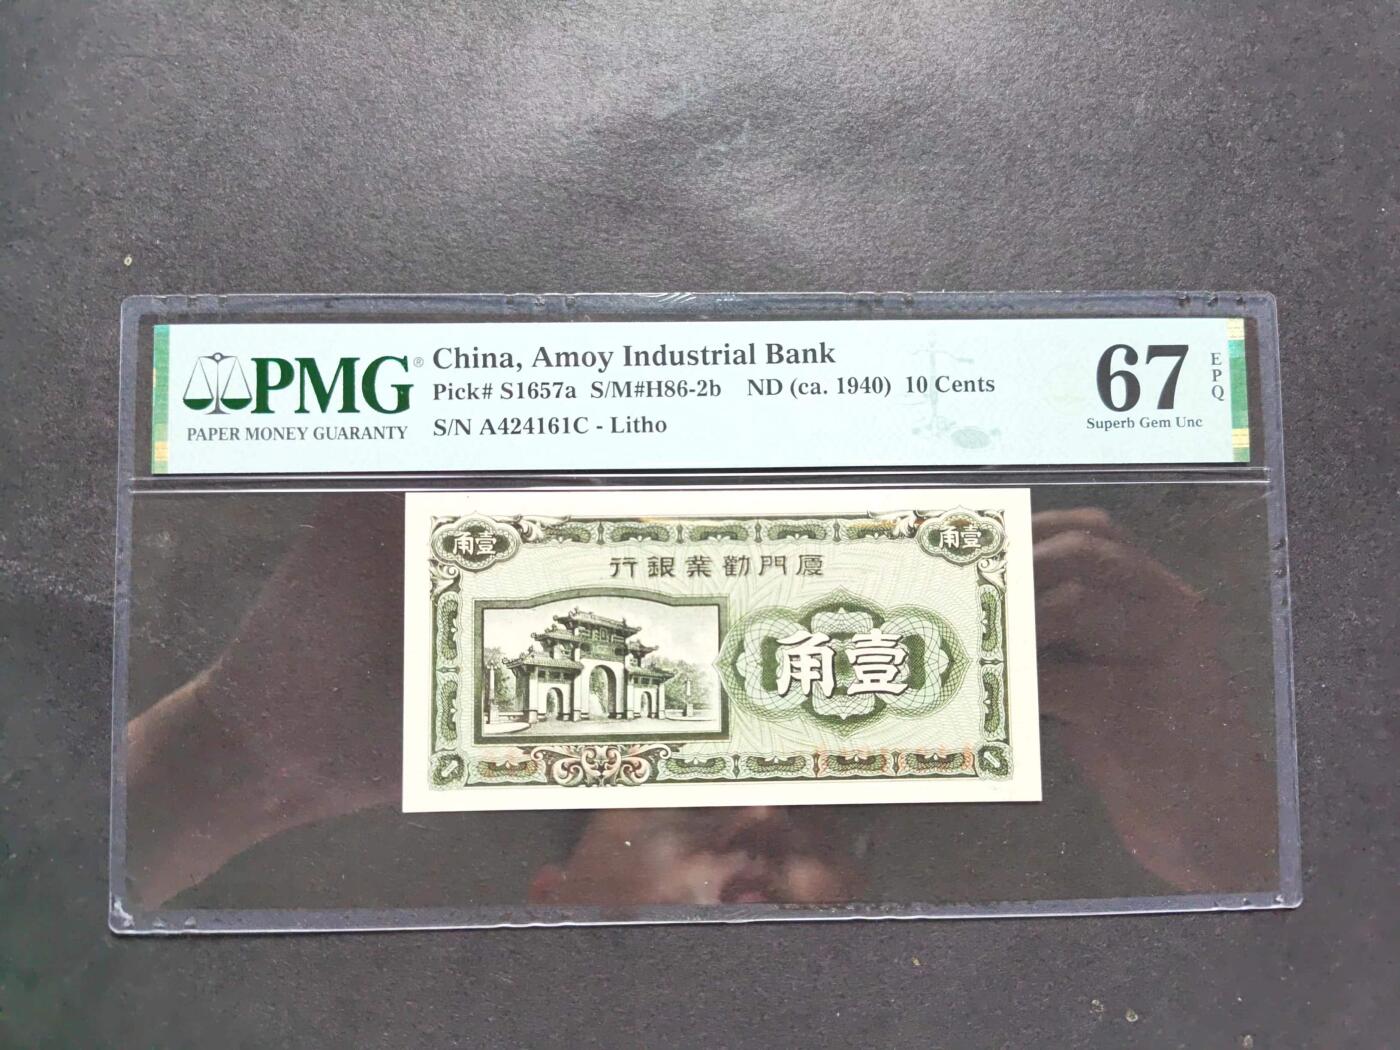 PMG®
PAPER MONEY GUARANTY
China, Amoy Industrial Bank
Pick# S1657a S/M#H86-2b ND (ca. 1940) 10 Cents
S/N A424161C - Litho
67
EPQ
Superb Gem Unc
角壹
角壹
行銀業勸門厦
角壹